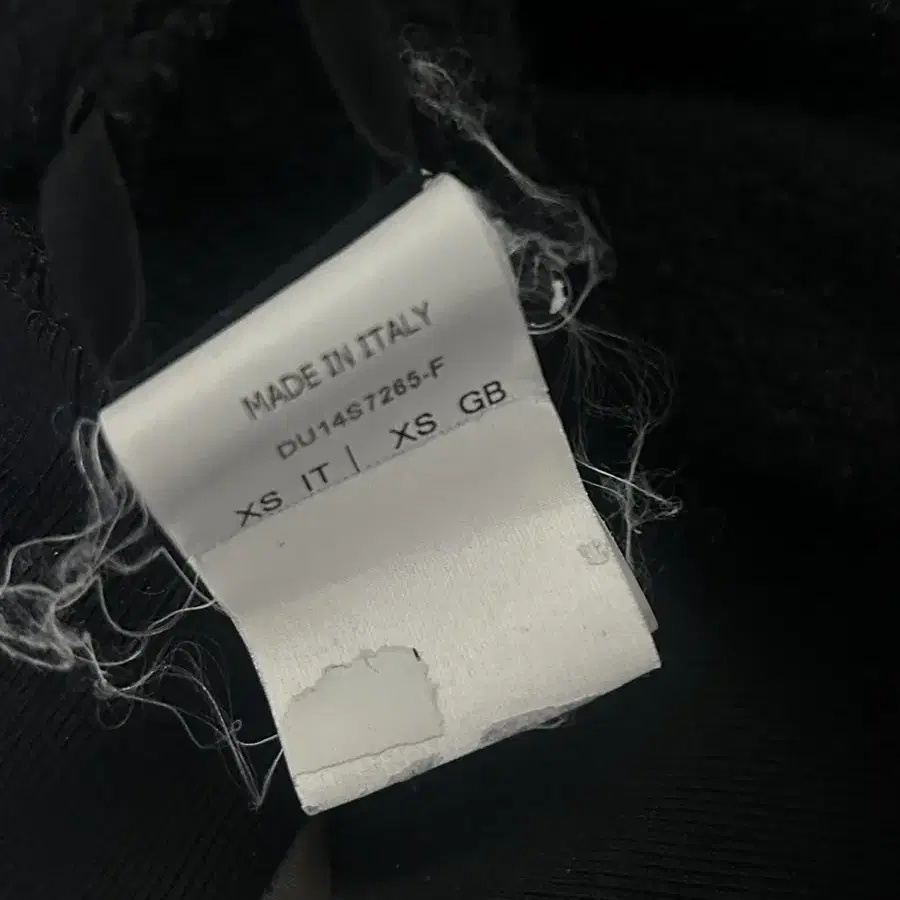 MADE IN ITALY
DU14S7265-F
XS IT | XS GB